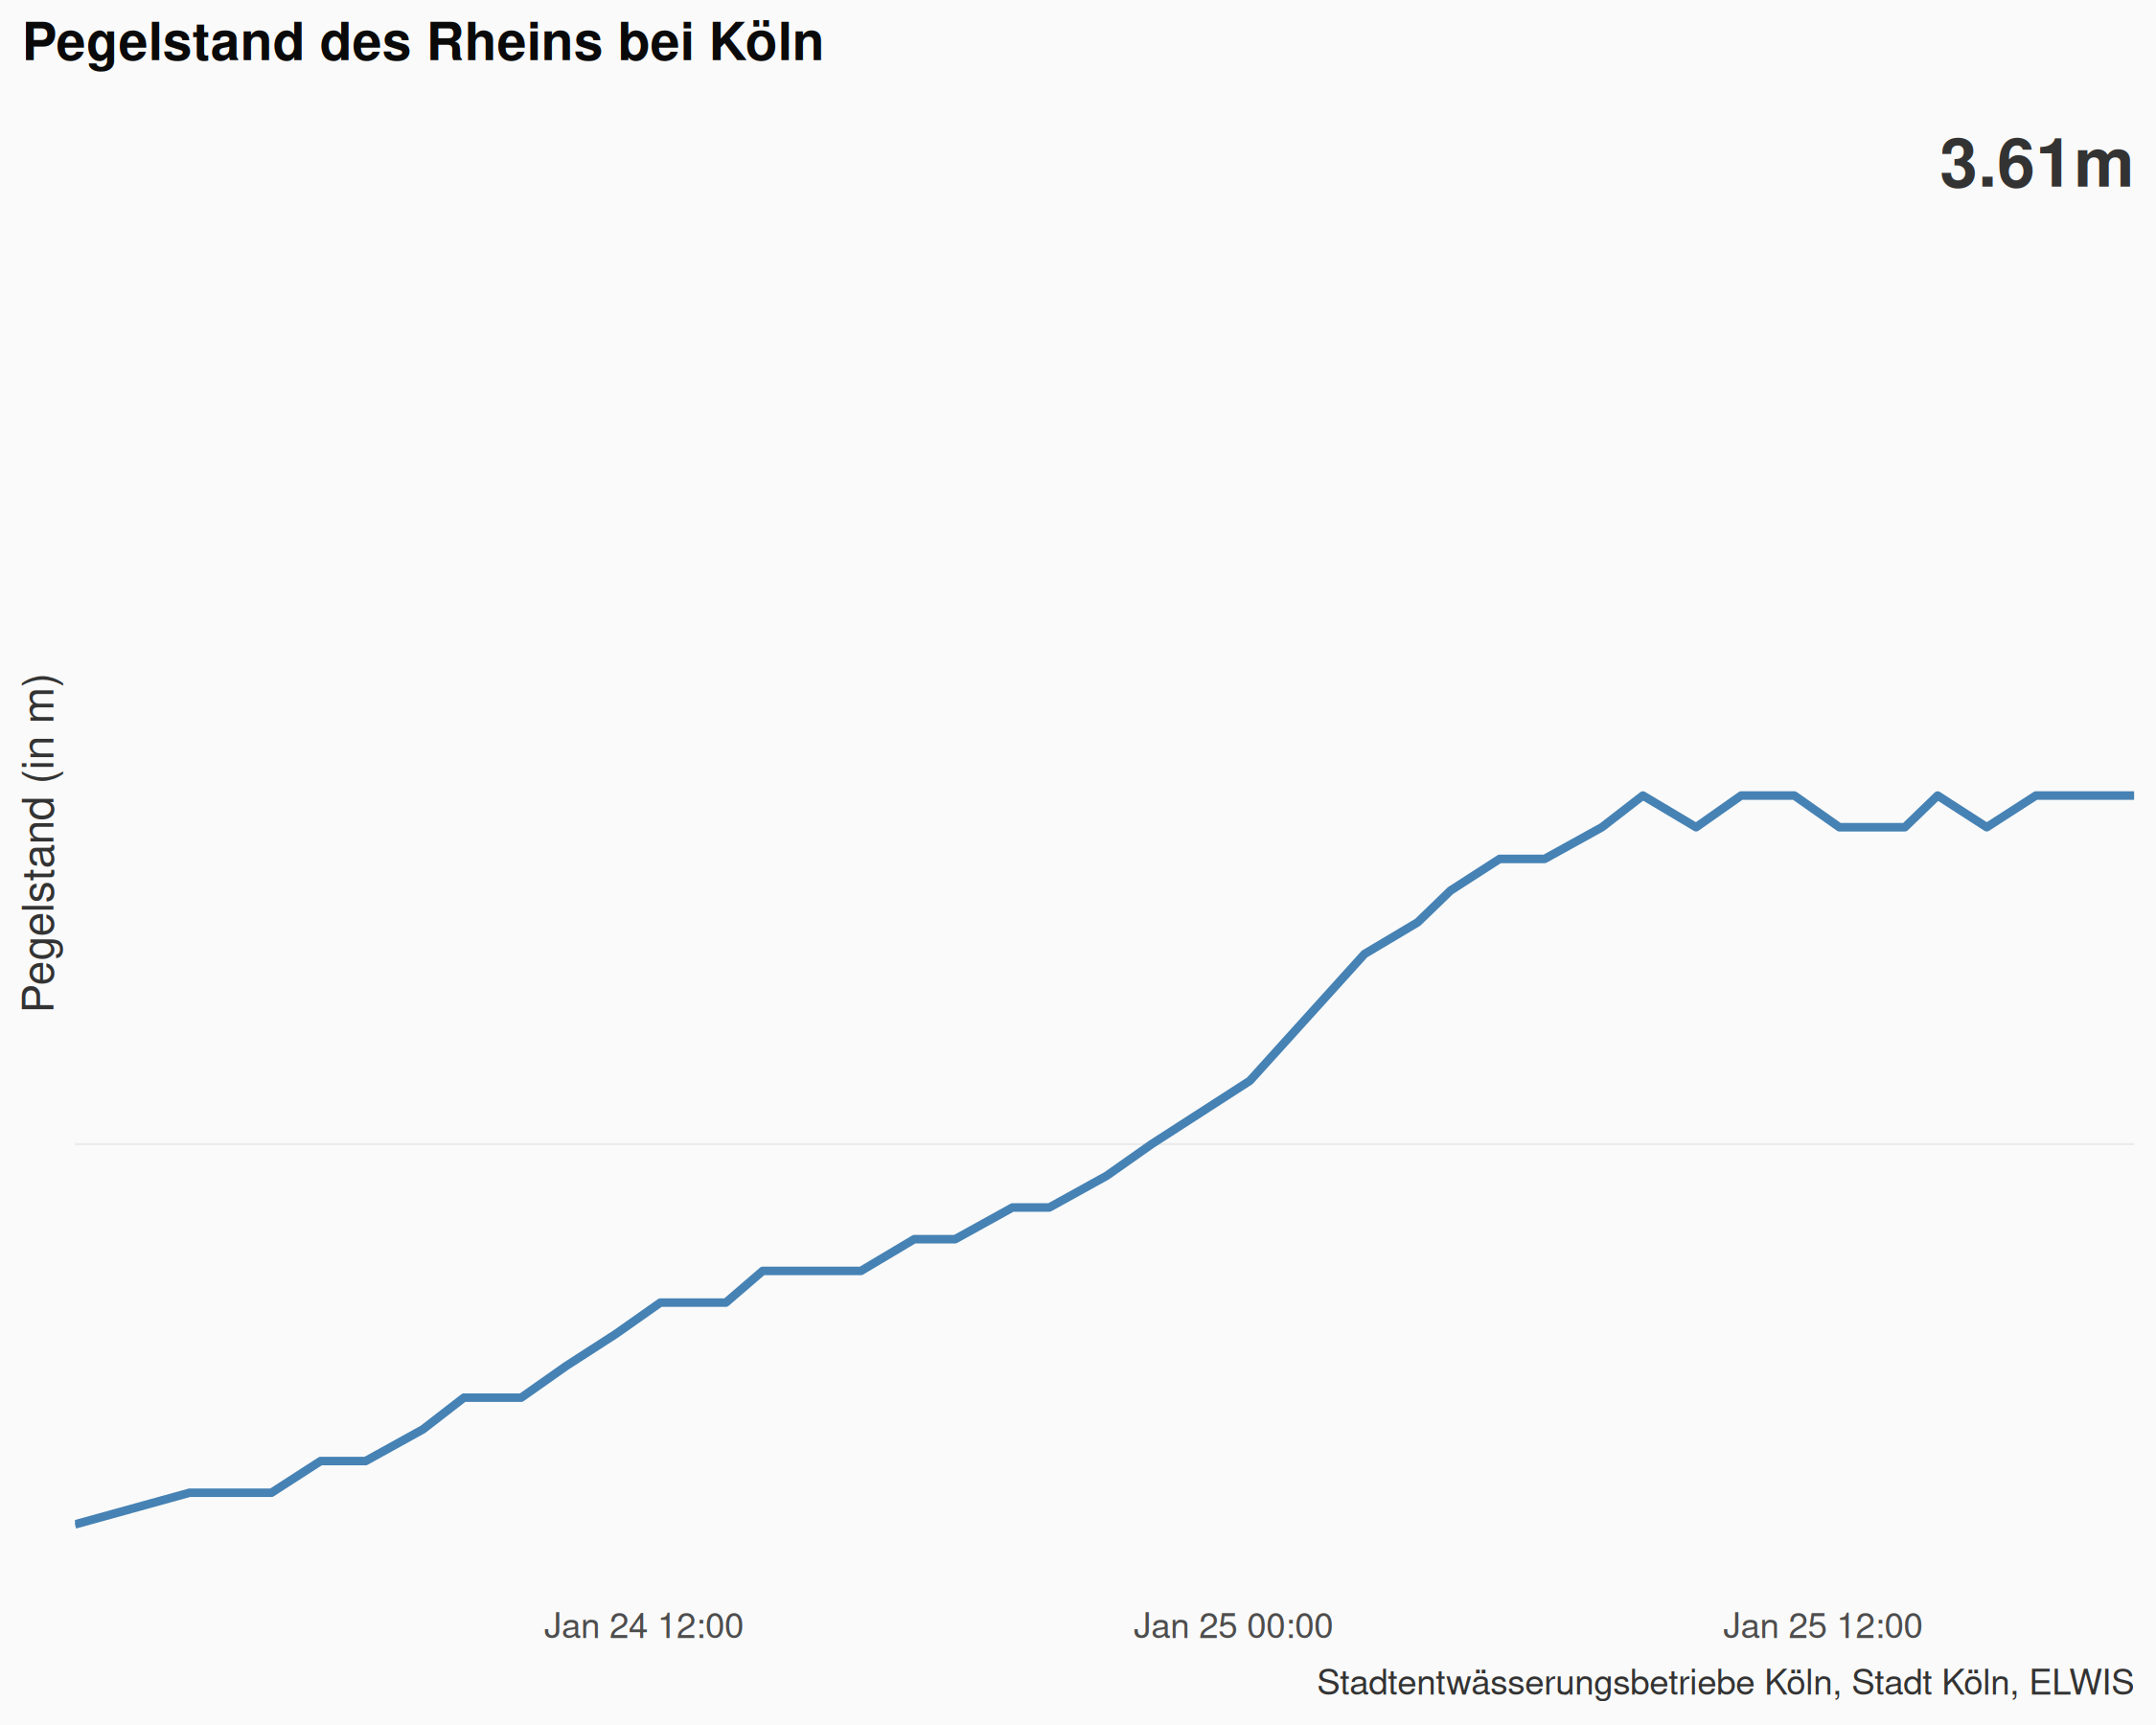 Pegelstand des Rheins bei Köln
3.61m
Pegelstand (in m)
Jan 24 12:00
Jan 25 00:00
Jan 25 12:00
Stadtentwässerungsbetriebe Köln, Stadt Köln, ELWIS